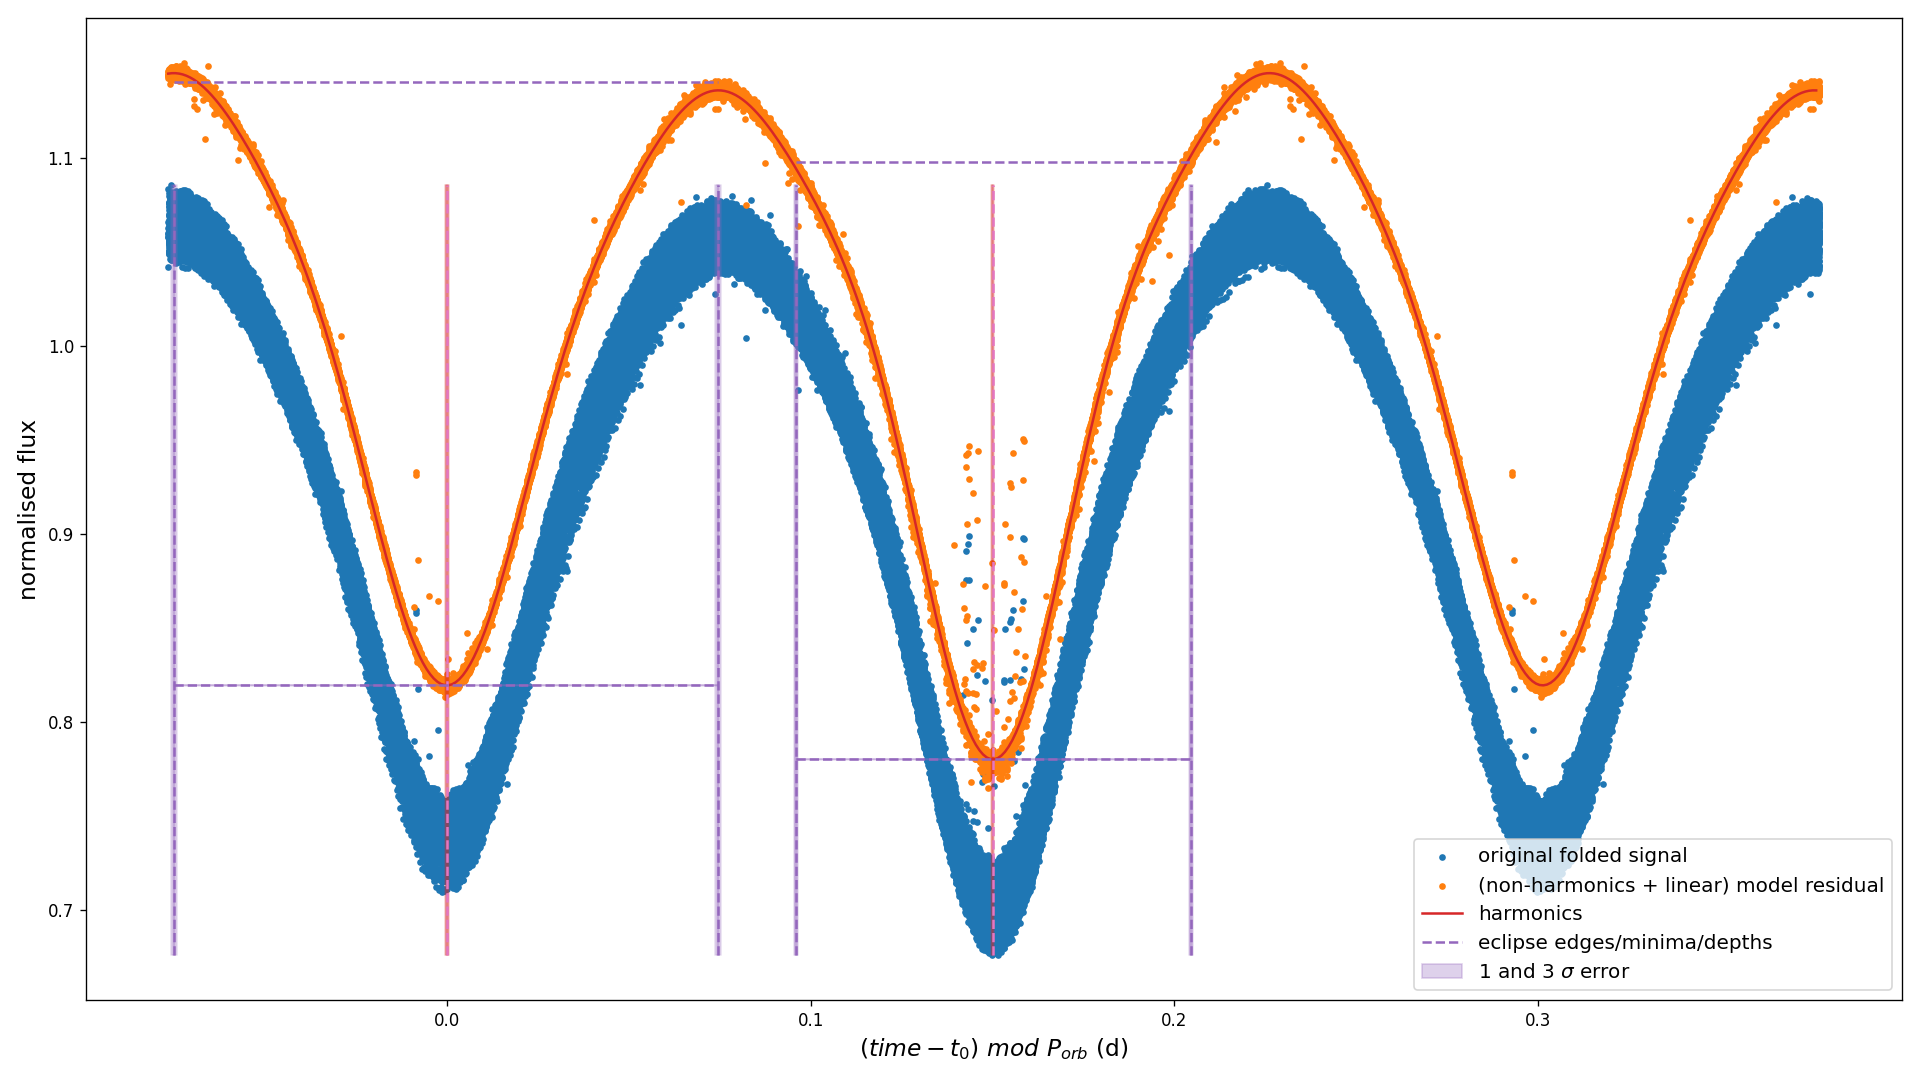 normalised flux
1.1
1.0
0.9
0.8
0.7
0.0
0.1
0.2
0.3
(time − t₀) mod Pₒᵣb (d)
original folded signal
(non-harmonics + linear) model residual
harmonics
eclipse edges/minima/depths
1 and 3 σ error